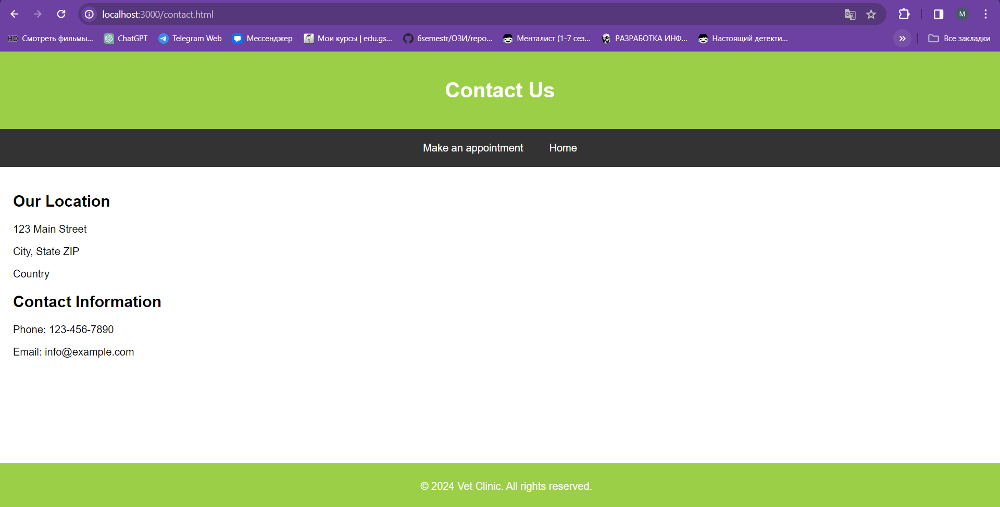 localhost:3000/contact.html
M
HD Смотреть фильмы... ChatGPT Telegram Web Мессенджер Мои курсы | edu.gs... 6semestr/ОЗИ/repo... Менталист (1-7 сез... РАЗРАБОТКА ИНФ... Настоящий детекти... » Все закладки
Contact Us
Make an appointment Home
Our Location
123 Main Street
City, State ZIP
Country
Contact Information
Phone: 123-456-7890
Email: info@example.com
© 2024 Vet Clinic. All rights reserved.